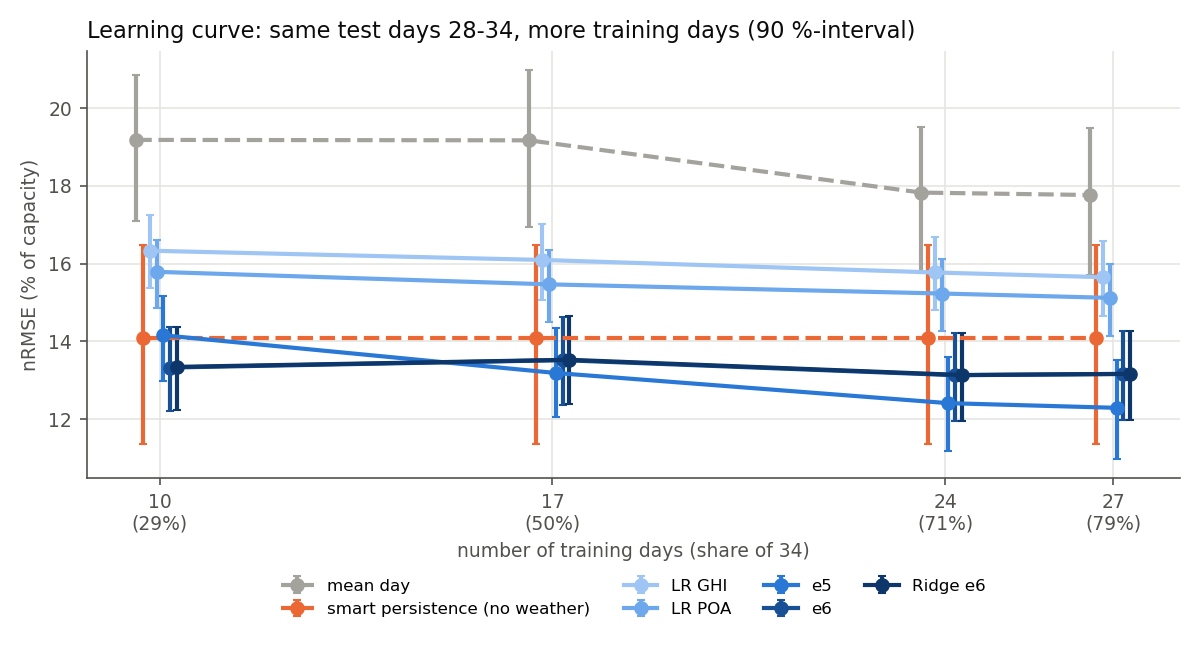 Learning curve: same test days 28-34, more training days (90 %-interval)
nRMSE (% of capacity)
20
18
16
14
12
10 17 24 27
(29%) (50%) (71%) (79%)
number of training days (share of 34)
mean day LR GHI e5 Ridge e6
smart persistence (no weather) LR POA e6